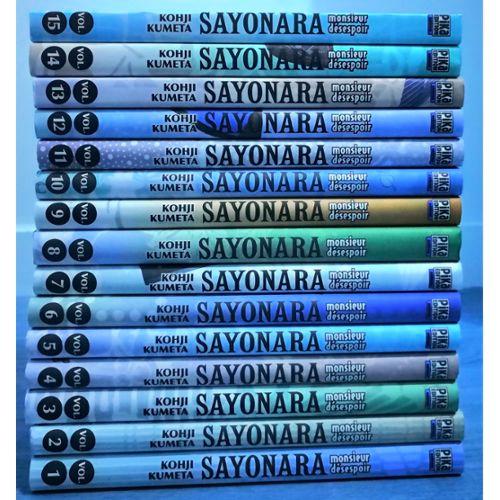 15 VOL. KOHJI KUMETA SAYONARA monsieur désespoir PIKA
14 VOL. KOHJI KUMETA SAYONARA monsieur désespoir PIKA
13 VOL. KOHJI KUMETA SAYONARA monsieur désespoir PIKA
12 VOL. KOHJI KUMETA SAYONARA monsieur désespoir PIKA
11 VOL. KOHJI KUMETA SAYONARA monsieur désespoir PIKA
10 VOL. KOHJI KUMETA SAYONARA monsieur désespoir PIKA
9 VOL. KOHJI KUMETA SAYONARA monsieur désespoir PIKA
8 VOL. KOHJI KUMETA SAYONARA monsieur désespoir PIKA
7 VOL. KOHJI KUMETA SAYONARA monsieur désespoir PIKA
6 VOL. KOHJI KUMETA SAYONARA monsieur désespoir PIKA
5 VOL. KOHJI KUMETA SAYONARA monsieur désespoir PIKA
4 VOL. KOHJI KUMETA SAYONARA monsieur désespoir PIKA
3 VOL. KOHJI KUMETA SAYONARA monsieur désespoir PIKA
2 VOL. KOHJI KUMETA SAYONARA monsieur désespoir PIKA
1 VOL. KOHJI KUMETA SAYONARA monsieur désespoir PIKA